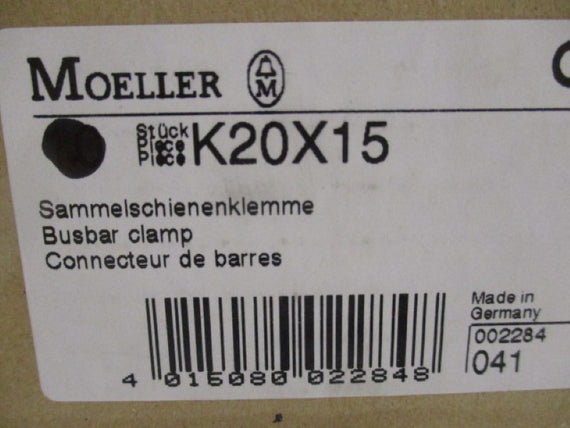 MOELLER
M
Stück
Piece
Pièce
K20X15
Sammelschienenklemme
Busbar clamp
Connecteur de barres
Made in
Germany
002284
041
4 015080 022848